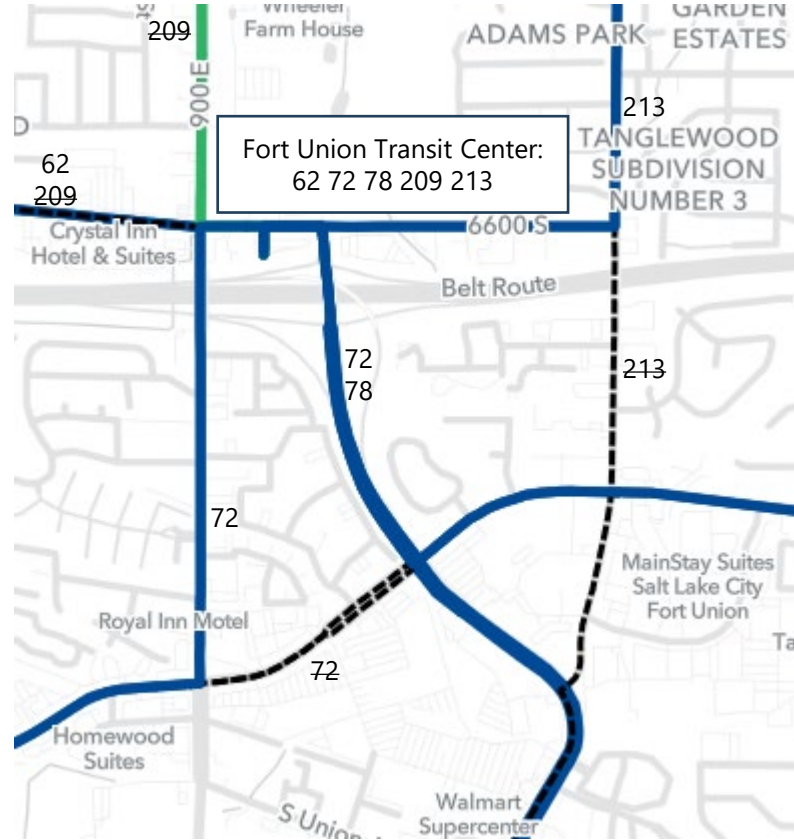 Wheeler
Farm House
St
209
900 E
ADAMS PARK
GARDEN
ESTATES
213
TANGLEWOOD
SUBDIVISION
NUMBER 3
Fort Union Transit Center:
62 72 78 209 213
D
62
209
Crystal Inn
Hotel & Suites
6600 S
Belt Route
72
78
213
72
MainStay Suites
Salt Lake City
Fort Union
Royal Inn Motel
Ta
72
Homewood
Suites
S Union
Walmart
Supercenter